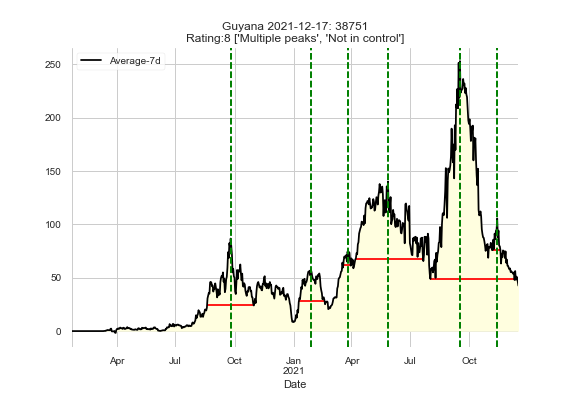 Guyana 2021-12-17: 38751
Rating:8 ['Multiple peaks', 'Not in control']
Average-7d
250
200
150
100
50
0
Apr Jul Oct Jan Apr Jul Oct
2021
Date